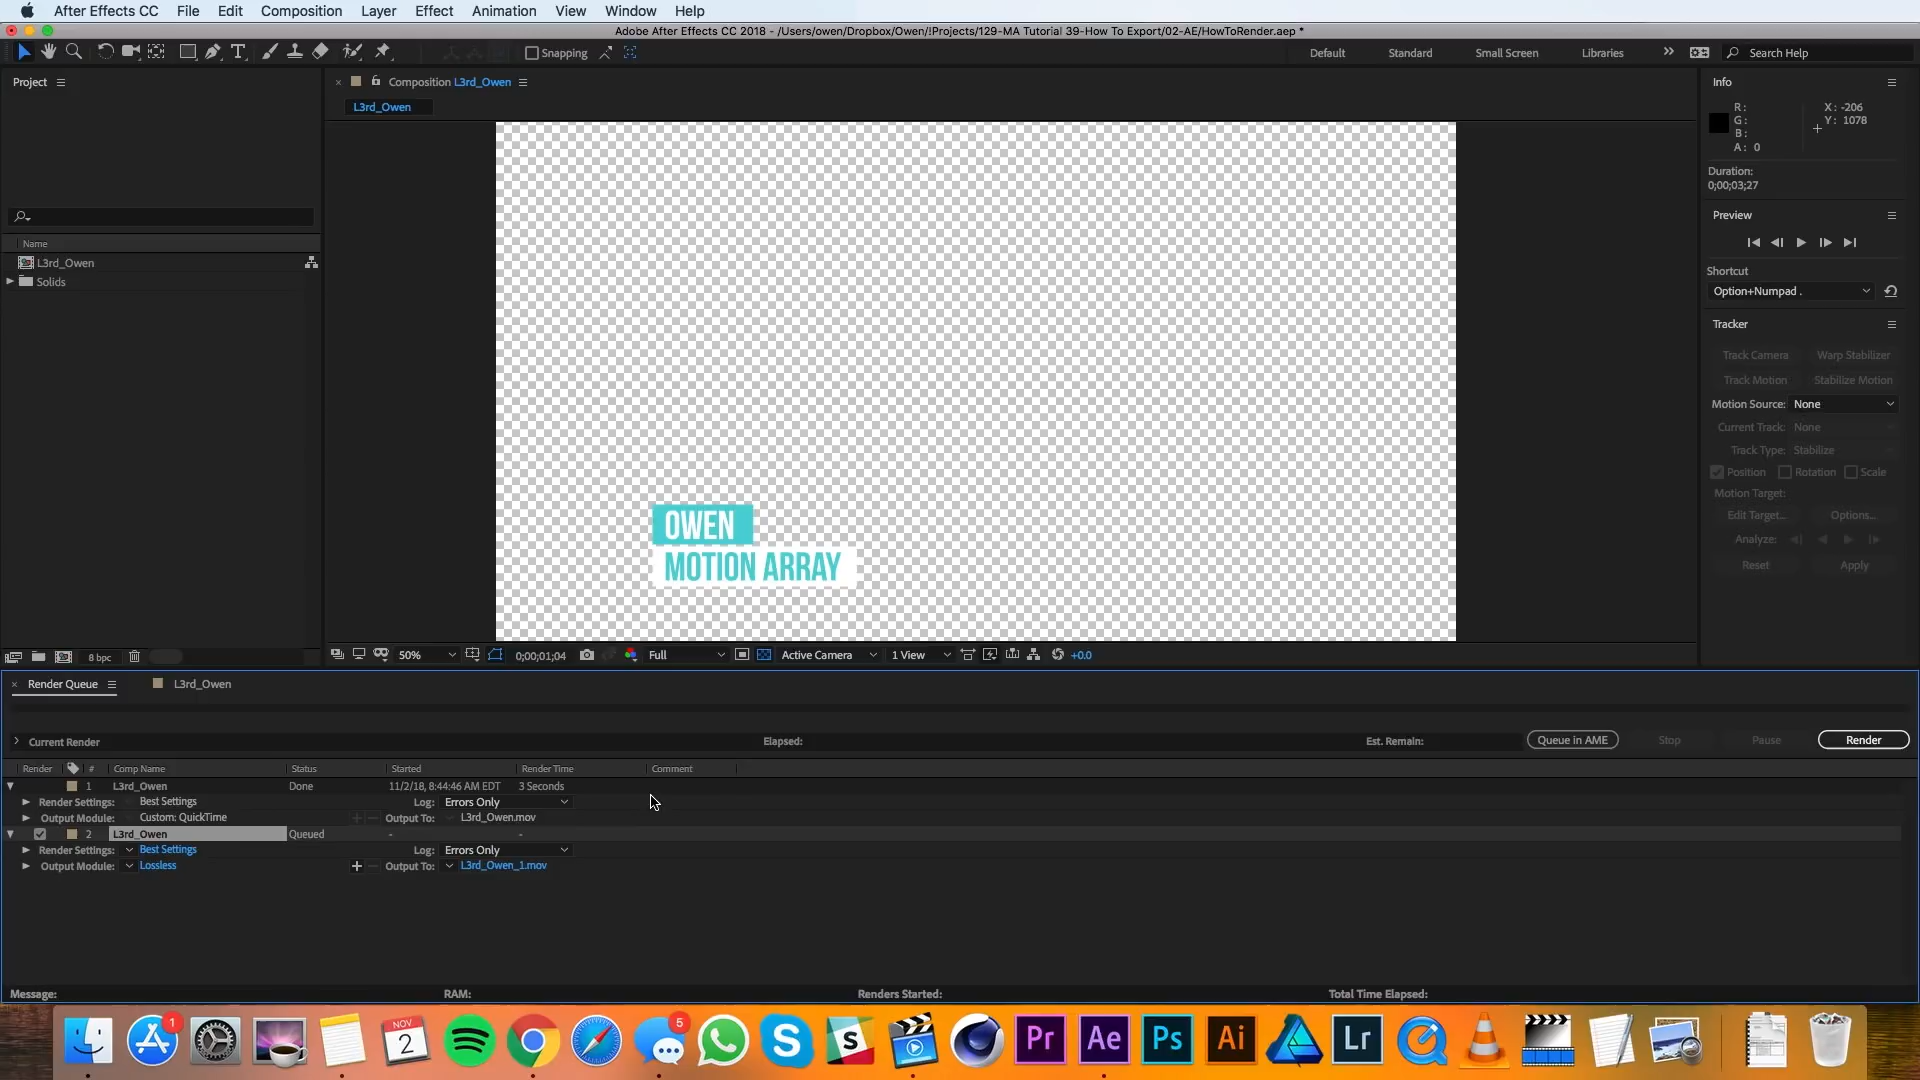 After Effects CC File Edit Composition Layer Effect Animation View Window Help
Adobe After Effects CC 2018 - /Users/owen/Dropbox/Owen/!Projects/129-MA Tutorial 39-How To Export/02-AE/HowToRender.aep *
Snapping Default Standard Small Screen Libraries Search Help
Project
Composition L3rd_Owen
L3rd_Owen
Name
L3rd_Owen
Solids
8 bpc
OWEN
MOTION ARRAY
50% 0;00;01;04 Full Active Camera 1 View +0.0
Info
R: X: -206
G: Y: 1078
B:
A: 0
Duration:
0;00;03;27
Preview
Shortcut
Option+Numpad .
Tracker
Track Camera Warp Stabilizer
Track Motion Stabilize Motion
Motion Source: None
Current Track: None
Track Type: Stabilize
Position Rotation Scale
Motion Target:
Edit Target... Options...
Analyze:
Reset Apply
Render Queue L3rd_Owen
Current Render Elapsed: Est. Remain: Queue in AME Stop Pause Render
Render # Comp Name Status Started Render Time Comment
1 L3rd_Owen Done 11/2/18, 8:44:46 AM EDT 3 Seconds
Render Settings: Best Settings Log: Errors Only
Output Module: Custom: QuickTime Output To: L3rd_Owen.mov
2 L3rd_Owen Queued - -
Render Settings: Best Settings Log: Errors Only
Output Module: Lossless Output To: L3rd_Owen_1.mov
Message: RAM: Renders Started: Total Time Elapsed:
1 NOV 2 5 S S Pr Ae Ps Ai Lr